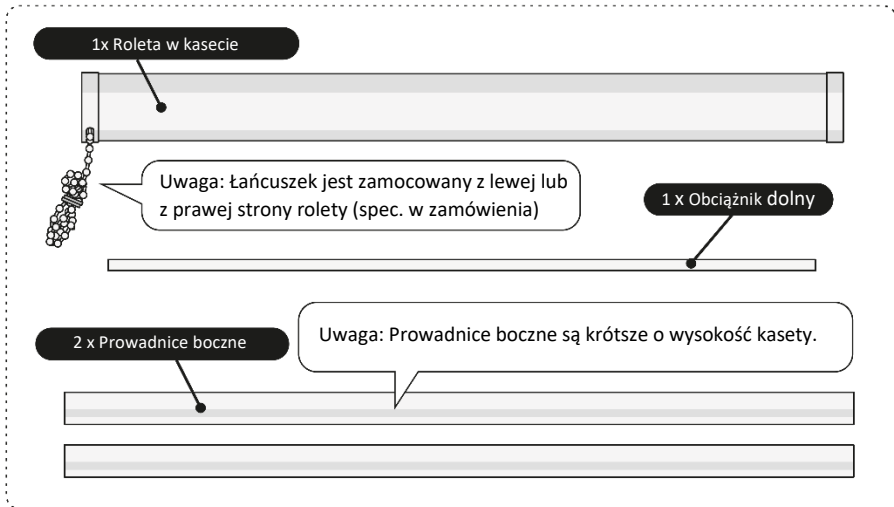 1x Roleta w kasecie
Uwaga: Łańcuszek jest zamocowany z lewej lub
z prawej strony rolety (spec. w zamówienia)
1 x Obciążnik dolny
2 x Prowadnice boczne
Uwaga: Prowadnice boczne są krótsze o wysokość kasety.